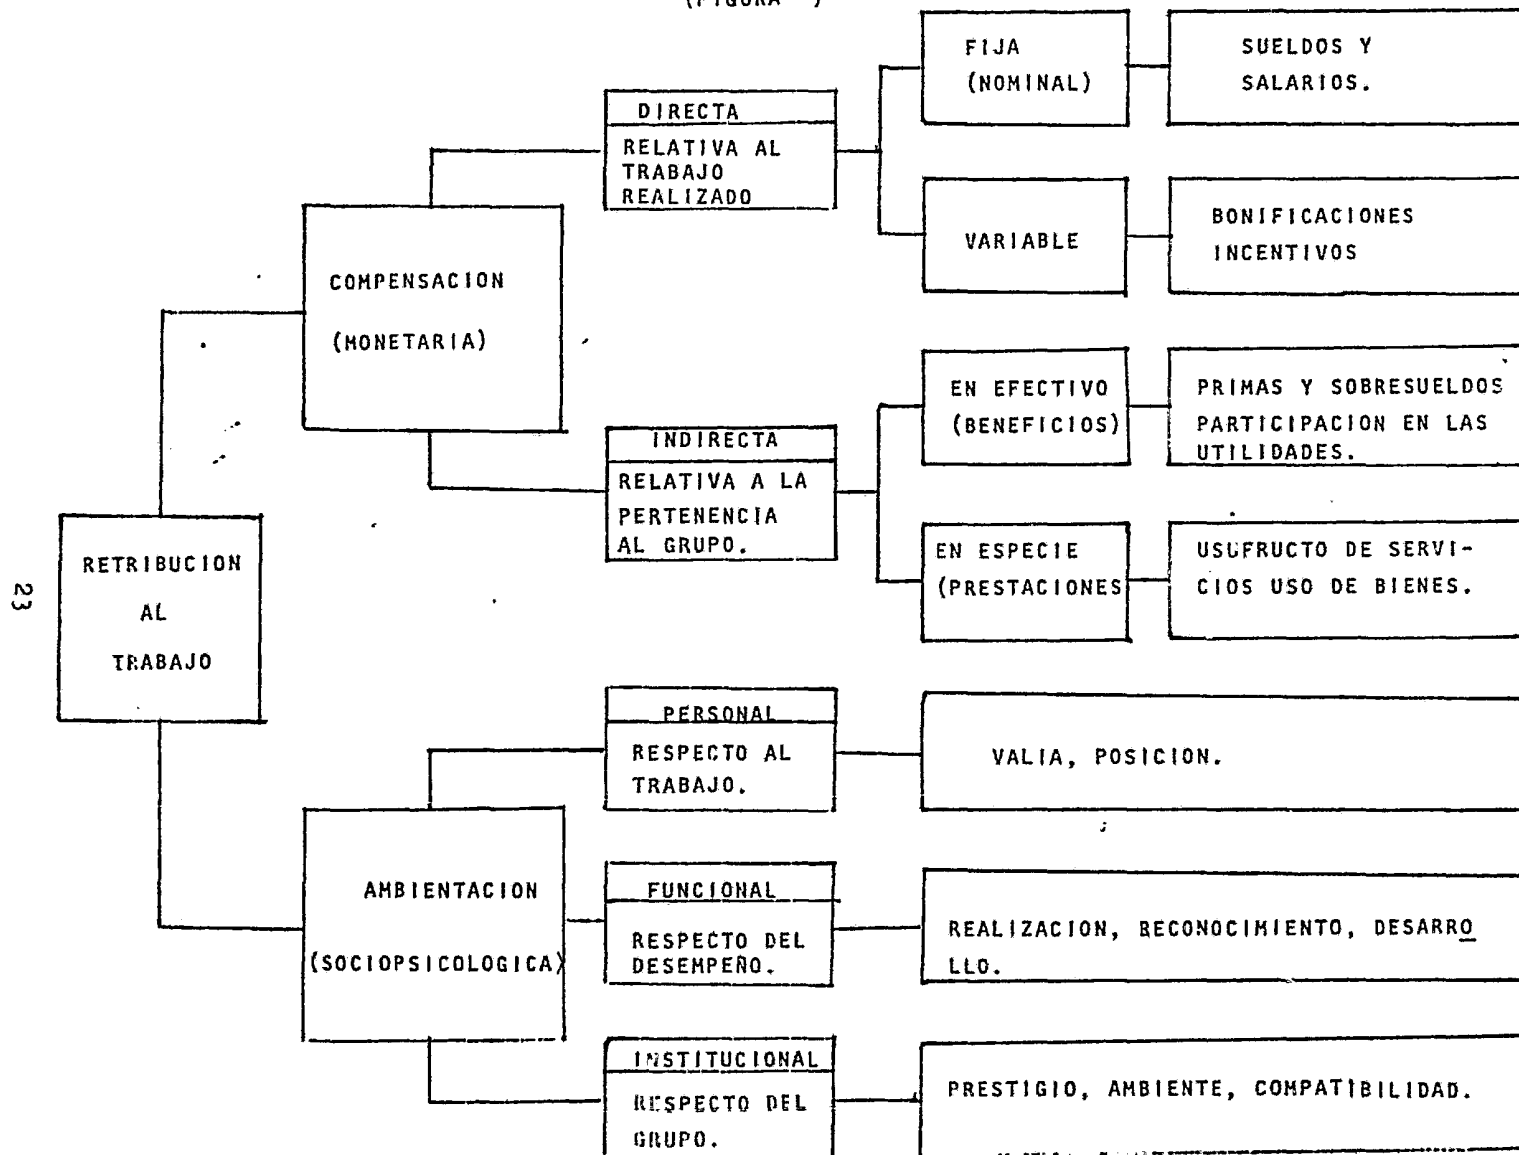 (FIGURA )
FIJA
(NOMINAL)
SUELDOS Y
SALARIOS.
DIRECTA
RELATIVA AL
TRABAJO
REALIZADO
VARIABLE
BONIFICACIONES
INCENTIVOS
COMPENSACION
(MONETARIA)
EN EFECTIVO
(BENEFICIOS)
PRIMAS Y SOBRESUELDOS
PARTICIPACION EN LAS
UTILIDADES.
INDIRECTA
RELATIVA A LA
PERTENENCIA
AL GRUPO.
EN ESPECIE
(PRESTACIONES
USUFRUCTO DE SERVI-
CIOS USO DE BIENES.
RETRIBUCION
AL
TRABAJO
23
PERSONAL
RESPECTO AL
TRABAJO.
VALIA, POSICION.
AMBIENTACION
(SOCIOPSICOLOGICA)
FUNCIONAL
RESPECTO DEL
DESEMPEÑO.
REALIZACION, RECONOCIMIENTO, DESARRO
LLO.
INSTITUCIONAL
RESPECTO DEL
GRUPO.
PRESTIGIO, AMBIENTE, COMPATIBILIDAD.